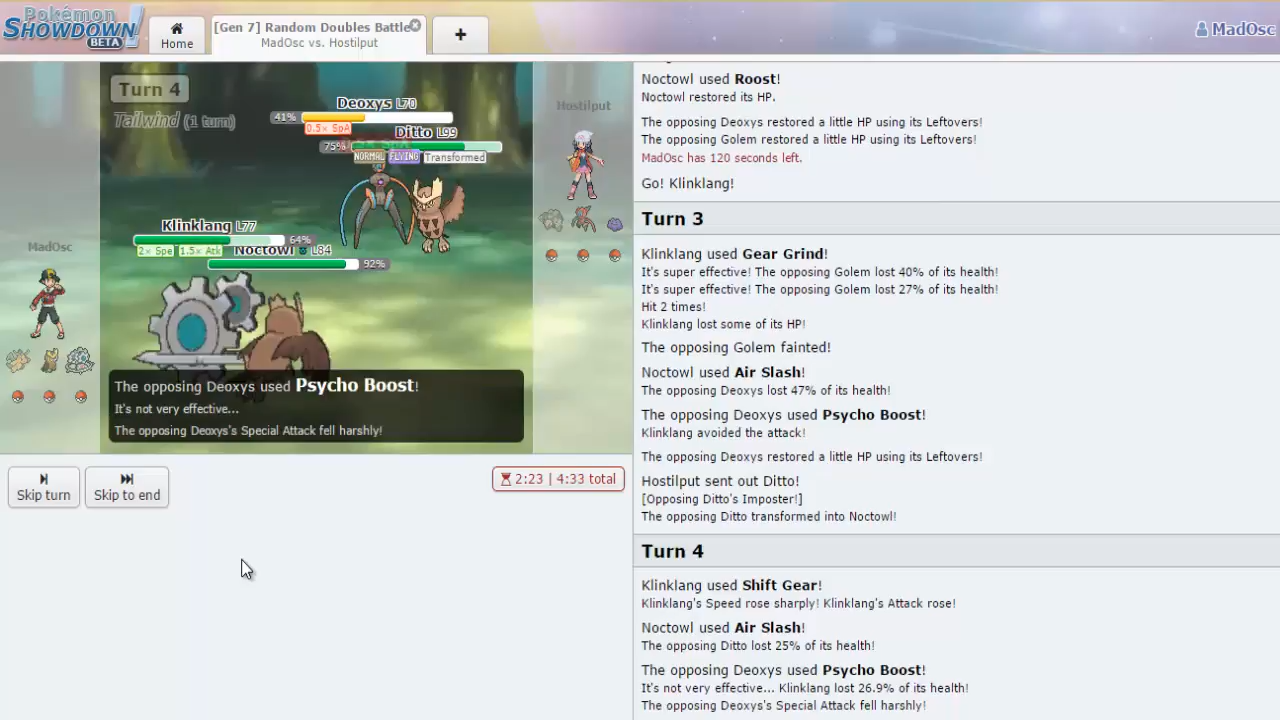 Pokémon
SHOWDOWN!
BETA
Home
[Gen 7] Random Doubles Battle
MadOsc vs. Hostilput
+
MadOsc
Turn 4
Tailwind (1 turn)
Deoxys L70
41%
0.5× SpA
Ditto L99
75%
NORMAL FLYING Transformed
Klinklang L77
64%
2× Spe 1.5× Atk
Noctowl L84
92%
MadOsc
Hostilput
The opposing Deoxys used Psycho Boost!
It's not very effective...
The opposing Deoxys's Special Attack fell harshly!
Skip turn
Skip to end
2:23 | 4:33 total
Noctowl used Roost!
Noctowl restored its HP.
The opposing Deoxys restored a little HP using its Leftovers!
The opposing Golem restored a little HP using its Leftovers!
MadOsc has 120 seconds left.
Go! Klinklang!
Turn 3
Klinklang used Gear Grind!
It's super effective! The opposing Golem lost 40% of its health!
It's super effective! The opposing Golem lost 27% of its health!
Hit 2 times!
Klinklang lost some of its HP!
The opposing Golem fainted!
Noctowl used Air Slash!
The opposing Deoxys lost 47% of its health!
The opposing Deoxys used Psycho Boost!
Klinklang avoided the attack!
The opposing Deoxys restored a little HP using its Leftovers!
Hostilput sent out Ditto!
[Opposing Ditto's Imposter!]
The opposing Ditto transformed into Noctowl!
Turn 4
Klinklang used Shift Gear!
Klinklang's Speed rose sharply! Klinklang's Attack rose!
Noctowl used Air Slash!
The opposing Ditto lost 25% of its health!
The opposing Deoxys used Psycho Boost!
It's not very effective... Klinklang lost 26.9% of its health!
The opposing Deoxys's Special Attack fell harshly!